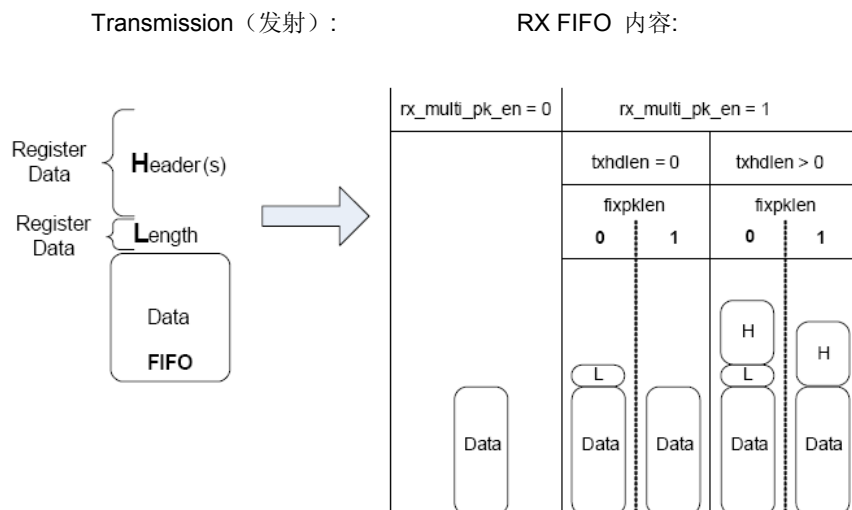 Transmission（发射）:
RX FIFO 内容:
Register Data
Header(s)
Register Data
Length
Data
FIFO
rx_multi_pk_en = 0
rx_multi_pk_en = 1
txhdlen = 0
txhdlen > 0
fixpklen
fixpklen
0
1
0
1
H
H
L
L
Data
Data
Data
Data
Data